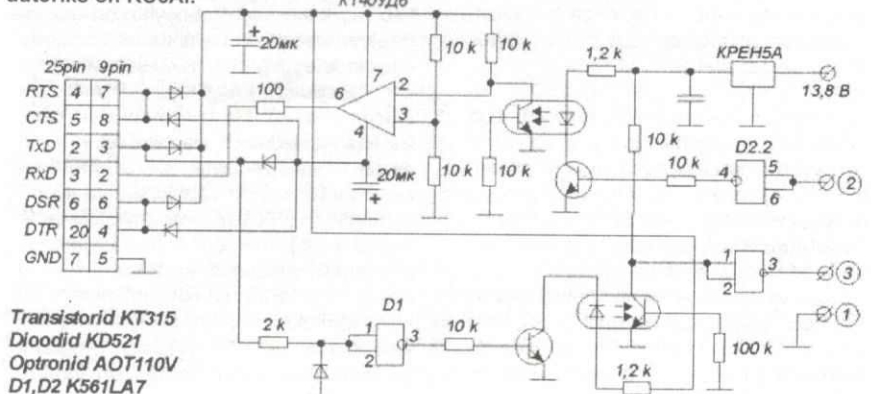 КТ40УД6
20мк
10 k
10 k
1,2 k
КРЕН5А
25pin 9pin
RTS 4 7
CTS 5 8
TxD 2 3
RxD 3 2
DSR 6 6
DTR 20 4
GND 7 5
100
6
7
2
3
4
13,8 В
10 k
D2.2
10 k
4
5
6
2
10 k
10 k
20мк
1
2
3
3
D1
1
2 k
1
2
3
10 k
100 k
1,2 k
Transistorid KT315
Dioodid KD521
Optronid AOT110V
D1,D2 K561LA7